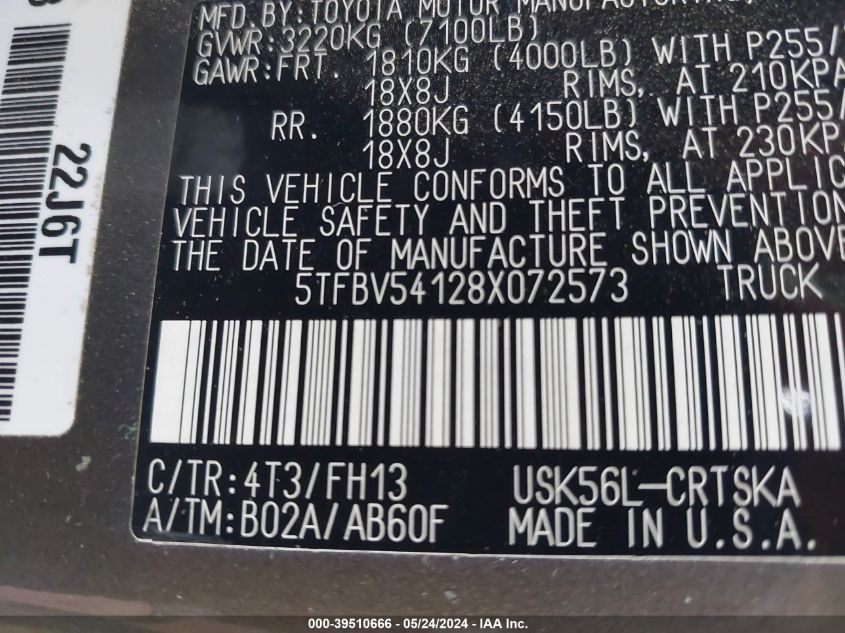 MFD. BY: TOYOTA MOTOR
GVWR: 3220KG (7100LB)
GAWR: FRT. 1810KG (4000LB) WITH P255/
18X8J RIMS, AT 210KPA
RR. 1880KG (4150LB) WITH P255/
18X8J RIMS, AT 230KPA
THIS VEHICLE CONFORMS TO ALL APPLIC
VEHICLE SAFETY AND THEFT PREVENTION
THE DATE OF MANUFACTURE SHOWN ABOVE
5TFBV54128X072573 TRUCK
C/TR: 4T3/FH13 USK56L-CRTSKA
A/TM: B02A/AB60F MADE IN U.S.A.
22J6T
000-39510666 - 05/24/2024 - IAA Inc.